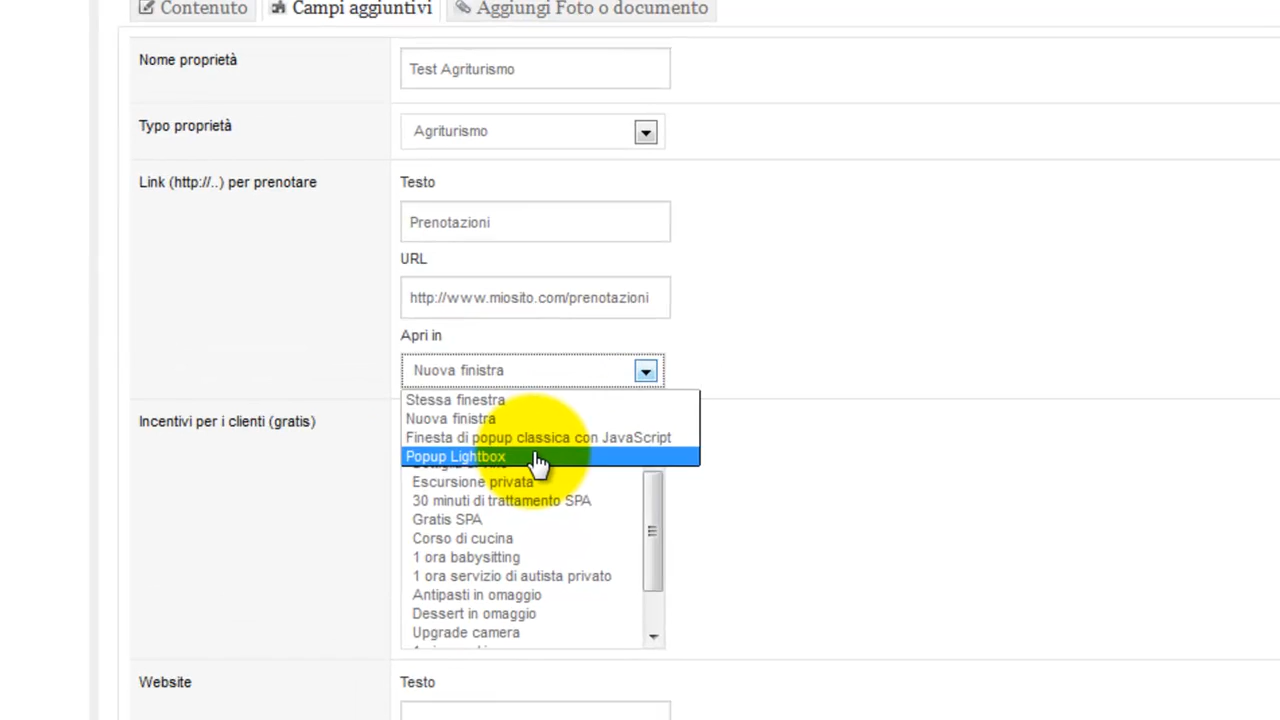 Contenuto
Campi aggiuntivi
Aggiungi Foto o documento
Nome proprietà
Test Agriturismo
Typo proprietà
Agriturismo
Link (http://..) per prenotare
Testo
Prenotazioni
URL
http://www.miosito.com/prenotazioni
Apri in
Nuova finistra
Stessa finestra
Nuova finistra
Finesta di popup classica con JavaScript
Popup Lightbox
Incentivi per i clienti (gratis)
Escursione privata
30 minuti di trattamento SPA
Gratis SPA
Corso di cucina
1 ora babysitting
1 ora servizio di autista privato
Antipasti in omaggio
Dessert in omaggio
Upgrade camera
Website
Testo